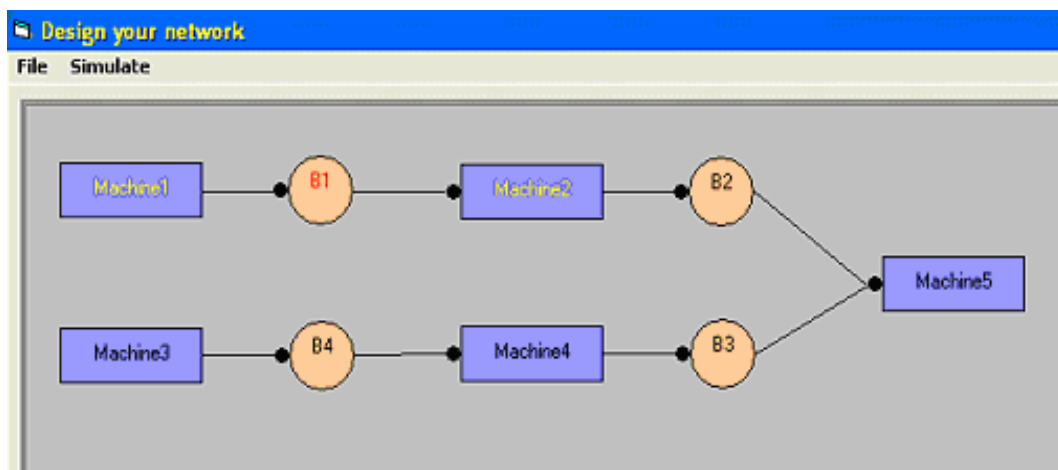 Design your network
File Simulate
Machine1 B1 Machine2 B2
Machine5
Machine3 B4 Machine4 B3